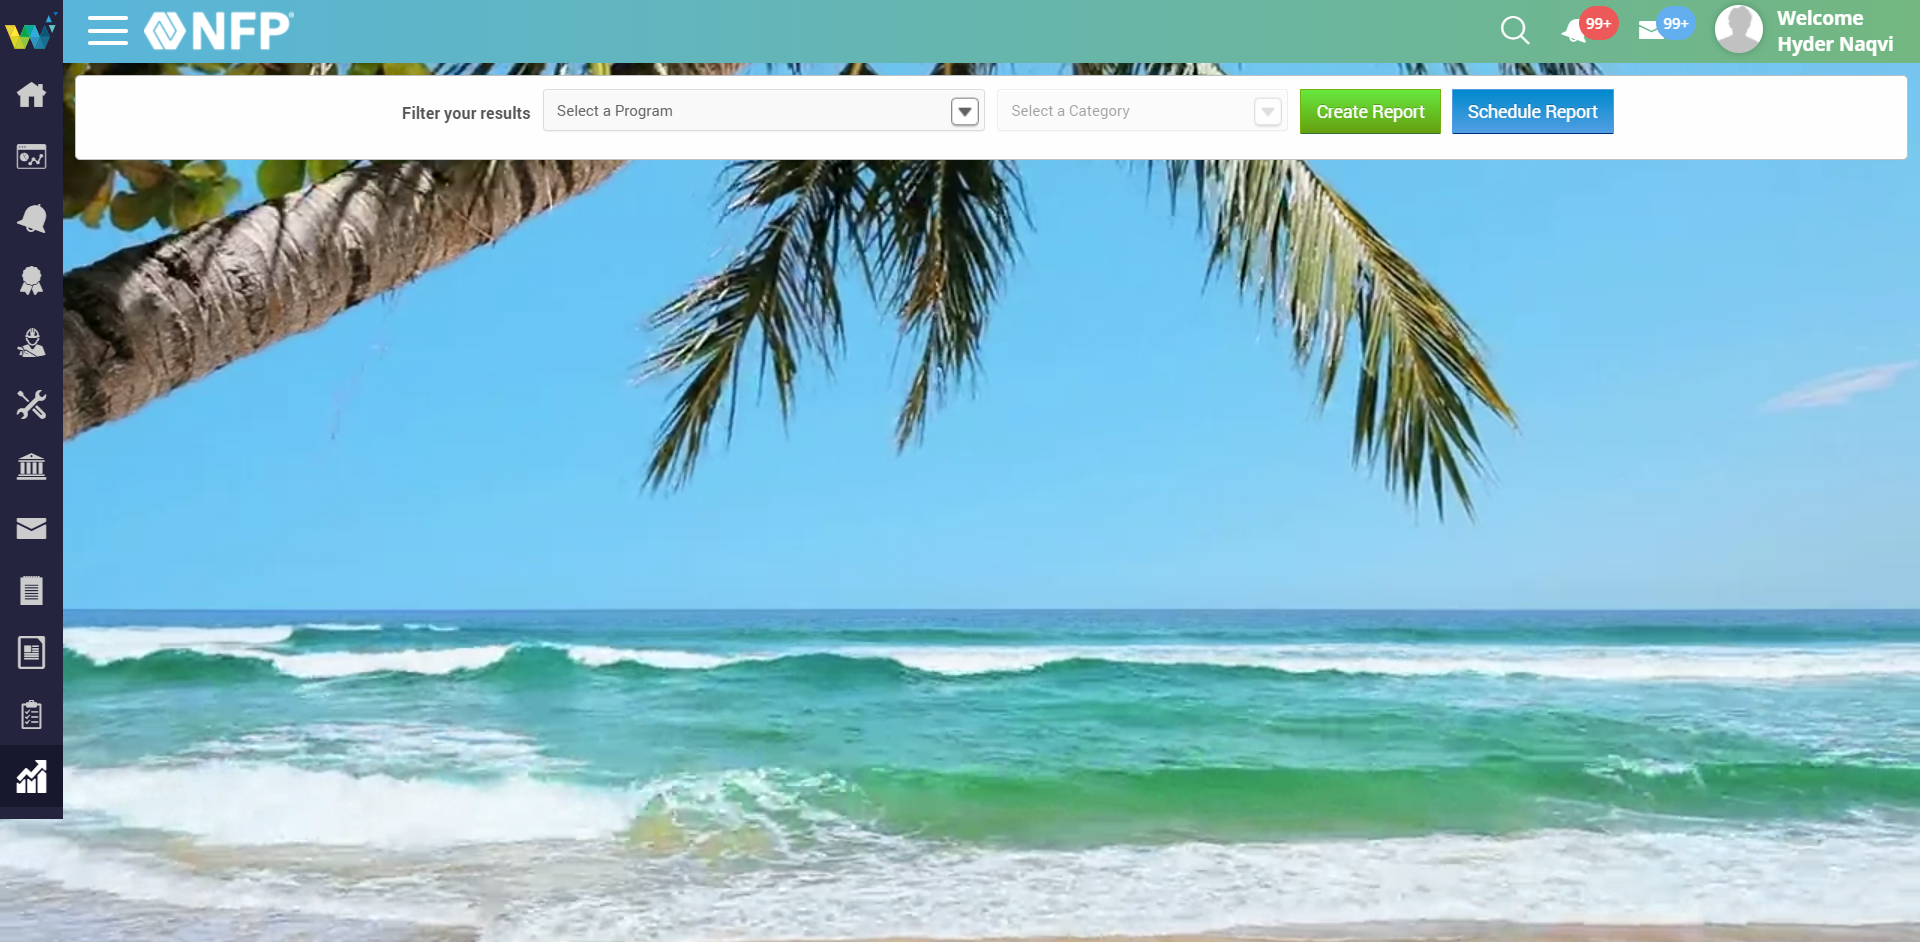 NFP
99+
99+
Welcome
Hyder Naqvi
Filter your results
Select a Program
Select a Category
Create Report
Schedule Report